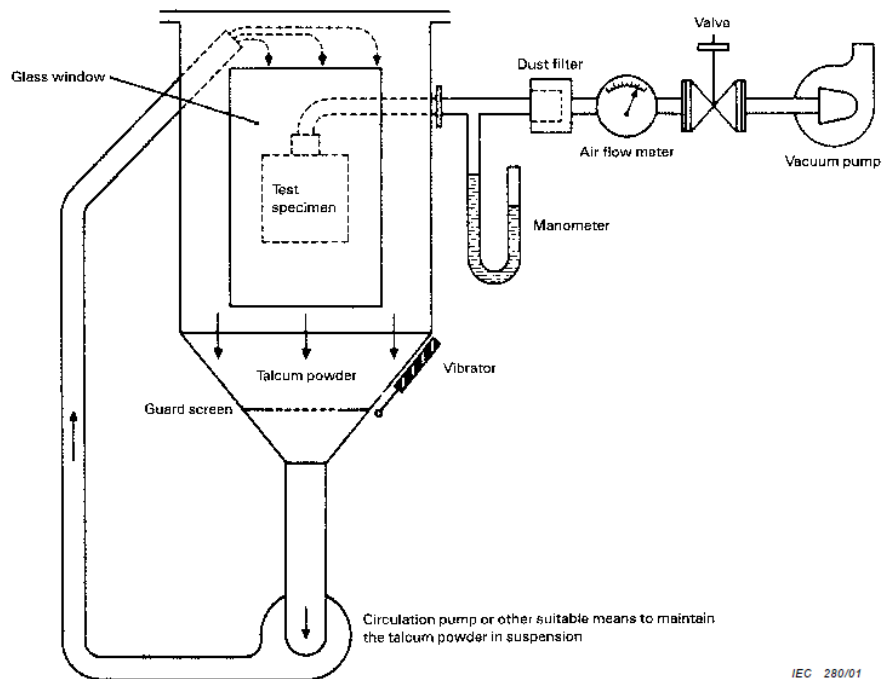 Valve
Dust filter
Glass window
Air flow meter
Vacuum pump
Test
specimen
Manometer
Talcum powder
Vibrator
Guard screen
Circulation pump or other suitable means to maintain
the talcum powder in suspension
IEC 280/01